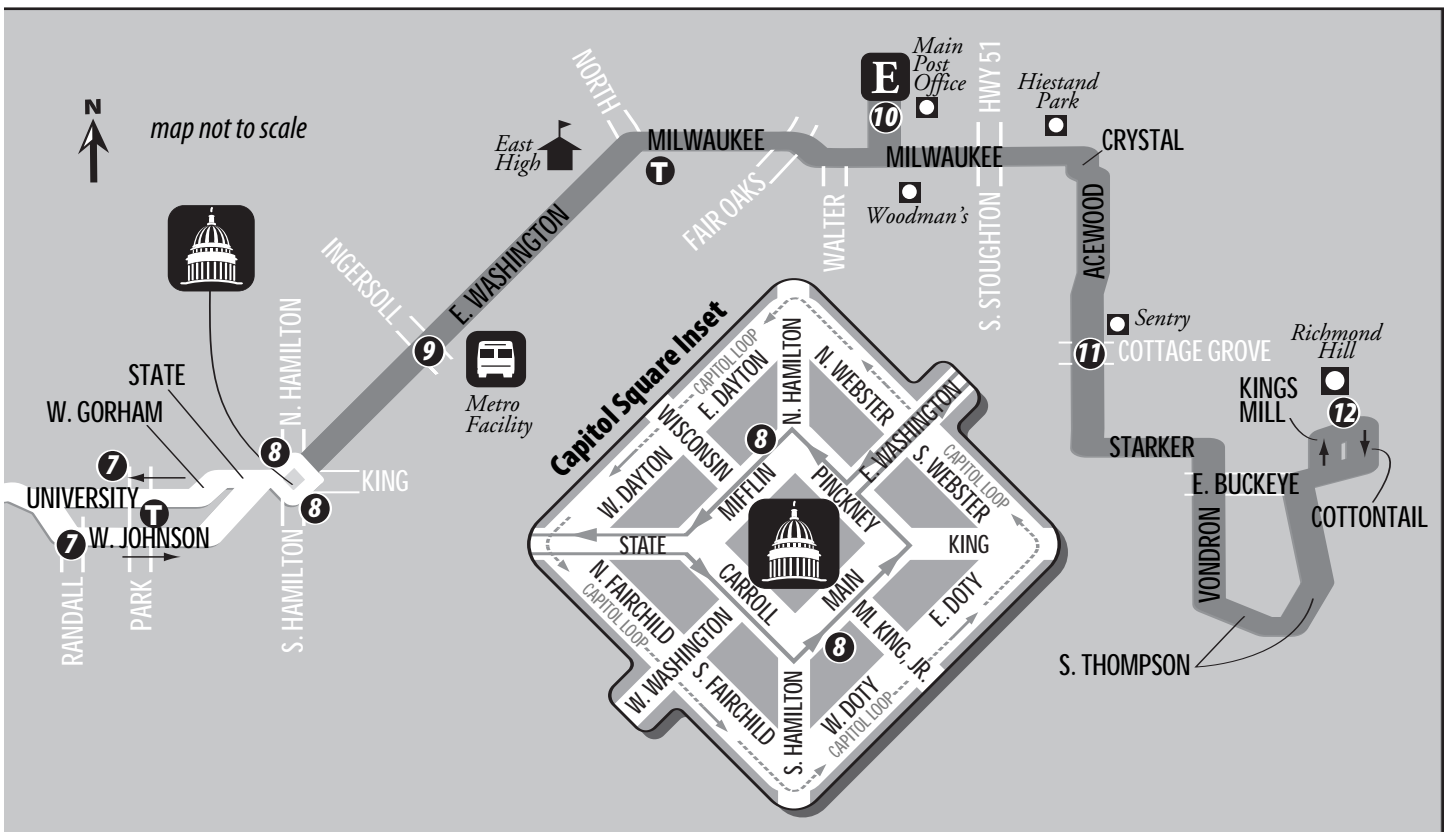 N
map not to scale
NORTH
East
High
MILWAUKEE
T
E
10
Main
Post
Office
HWY 51
Hiestand
Park
CRYSTAL
MILWAUKEE
FAIR OAKS
WALTER
Woodman's
S. STOUGHTON
ACEWOOD
E. WASHINGTON
INGERSOLL
9
Metro
Facility
Sentry
11
COTTAGE GROVE
Richmond
Hill
KINGS
MILL
12
STARKER
E. BUCKEYE
COTTONTAIL
VONDRON
S. THOMPSON
STATE
W. GORHAM
N. HAMILTON
8
7
UNIVERSITY
T
KING
8
7
W. JOHNSON
RANDALL
PARK
S. HAMILTON
Capitol Square Inset
CAPITOL LOOP
E. DAYTON
N. HAMILTON
N. WEBSTER
WISCONSIN
8
E. WASHINGTON
W. DAYTON
MIFFLIN
PINCKNEY
S. WEBSTER
CAPITOL LOOP
STATE
KING
N. FAIRCHILD
CARROLL
MAIN
E. DOTY
CAPITOL LOOP
W. WASHINGTON
8
ML KING, JR.
S. FAIRCHILD
S. HAMILTON
W. DOTY
CAPITOL LOOP